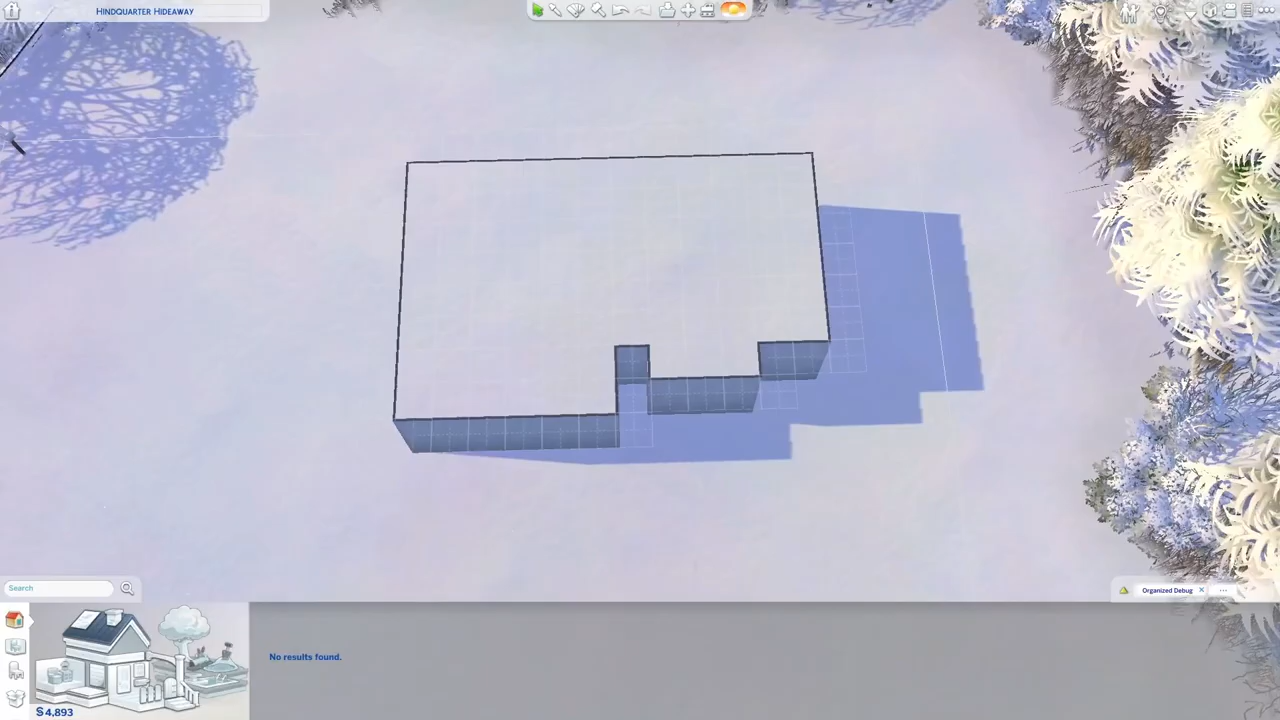 HINDQUARTER HIDEAWAY
Search
Organized Debug
No results found.
$4,893